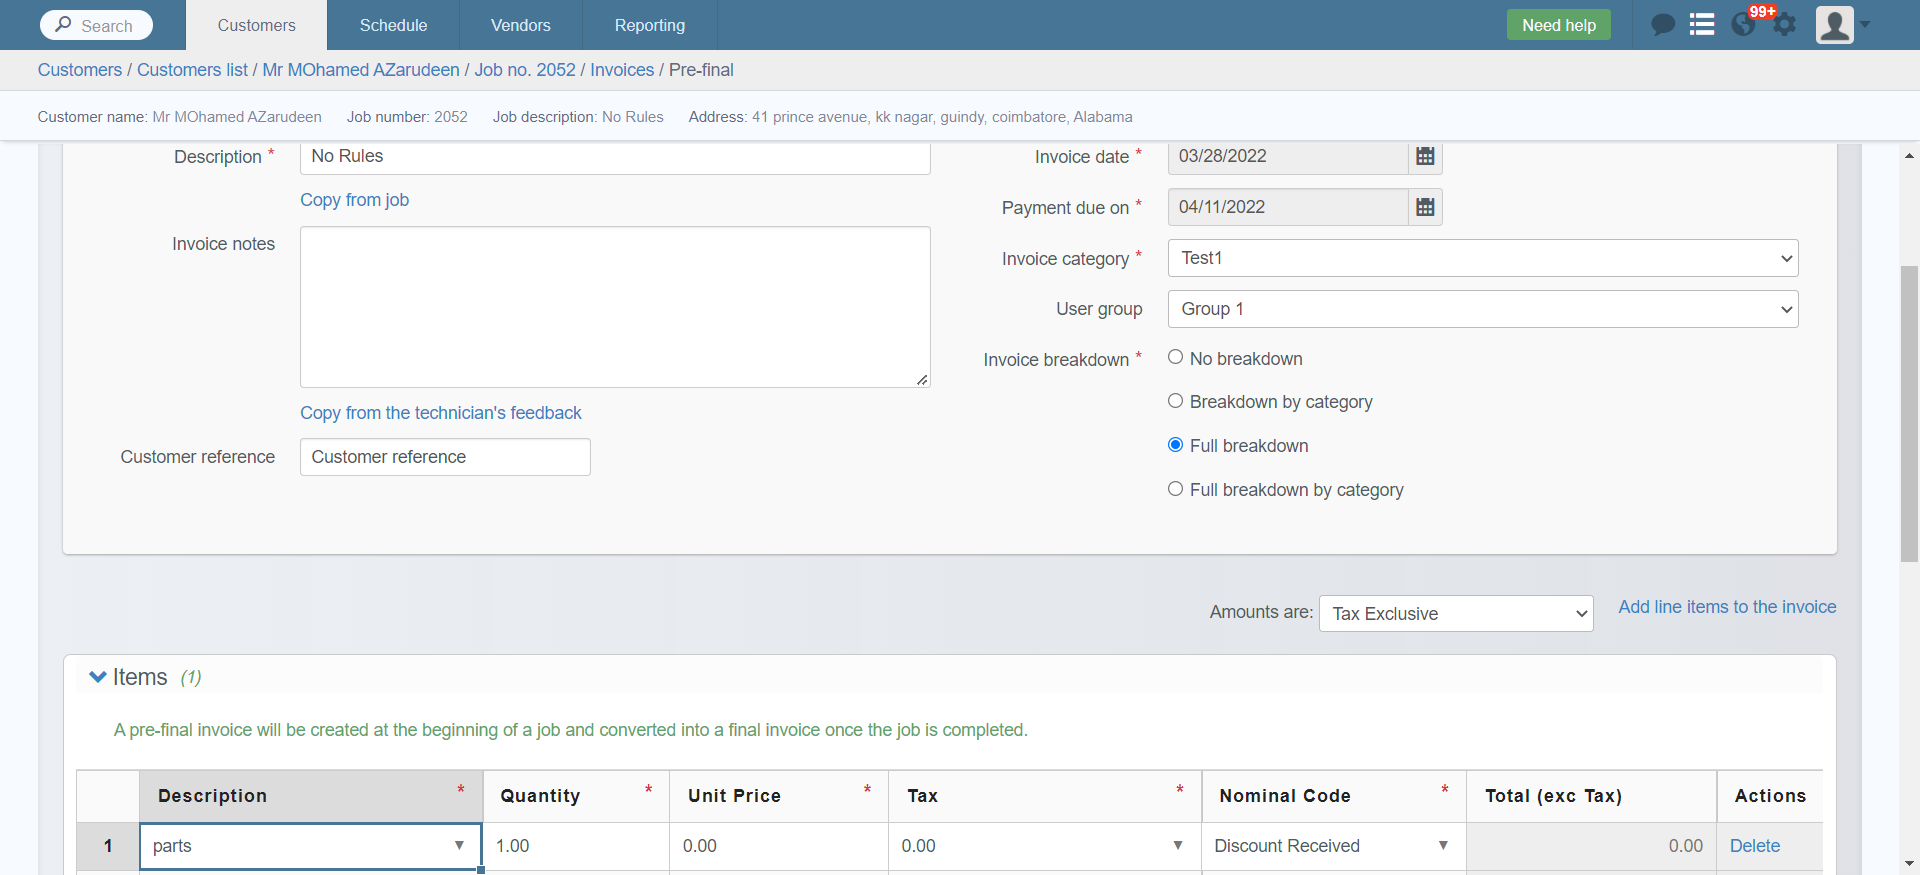 Search
Customers
Schedule
Vendors
Reporting
Need help
99+
Customers / Customers list / Mr MOhamed AZarudeen / Job no. 2052 / Invoices / Pre-final
Customer name: Mr MOhamed AZarudeen Job number: 2052 Job description: No Rules Address: 41 prince avenue, kk nagar, guindy, coimbatore, Alabama
Description * No Rules
Copy from job
Invoice notes
Copy from the technician's feedback
Customer reference Customer reference
Invoice date * 03/28/2022
Payment due on * 04/11/2022
Invoice category * Test1
User group Group 1
Invoice breakdown * No breakdown
Breakdown by category
Full breakdown
Full breakdown by category
Amounts are: Tax Exclusive Add line items to the invoice
Items (1)
A pre-final invoice will be created at the beginning of a job and converted into a final invoice once the job is completed.
Description * Quantity * Unit Price * Tax * Nominal Code * Total (exc Tax) Actions
1 parts 1.00 0.00 0.00 Discount Received 0.00 Delete